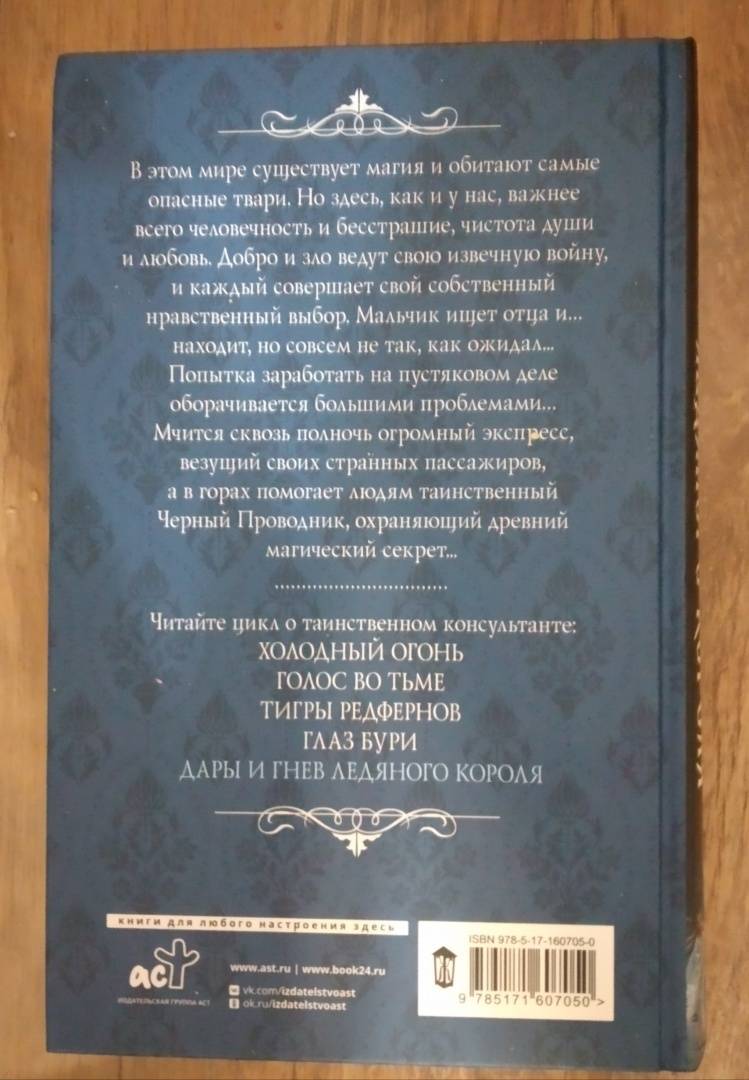 В этом мире существует магия и обитают самые
опасные твари. Но здесь, как и у нас, важнее
всего человечность и бесстрашие, чистота души
и любовь. Добро и зло ведут свою извечную войну,
и каждый совершает свой собственный
нравственный выбор. Мальчик ищет отца и...
находит, но совсем не так, как ожидал...
Попытка заработать на пустяковом деле
оборачивается большими проблемами...
Мчится сквозь полночь огромный экспресс,
везущий своих странных пассажиров,
а в горах помогает людям таинственный
Черный Проводник, охраняющий древний
магический секрет...
Читайте цикл о таинственном консультанте:
ХОЛОДНЫЙ ОГОНЬ
ГОЛОС ВО ТЬМЕ
ТИГРЫ РЕДФЕРНОВ
ГЛАЗ БУРИ
ДАРЫ И ГНЕВ ЛЕДЯНОГО КОРОЛЯ
книги для любого настроения здесь
аст
ИЗДАТЕЛЬСКАЯ ГРУППА АСТ
www.ast.ru | www.book24.ru
vk.com/izdatelstvoast
ok.ru/izdatelstvoast
ISBN 978-5-17-160705-0
9 785171 607050 >